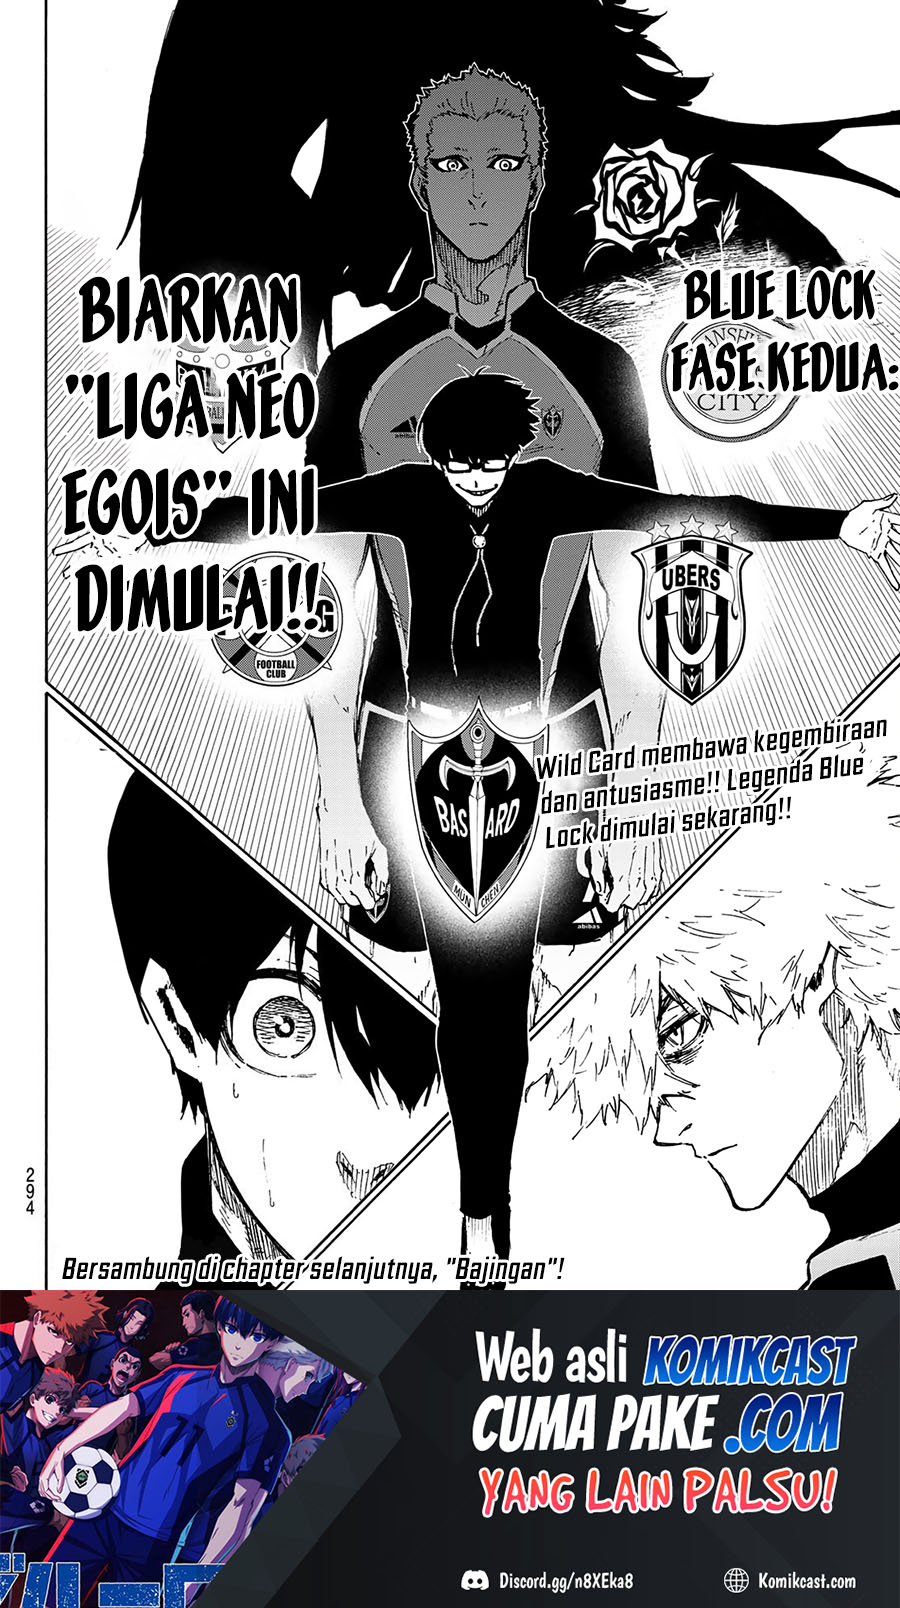 BLUE LOCK
FASE KEDUA:
BIARKAN
"LIGA NEO
EGOIS" INI
DIMULAI!!
CITY
abibas
UBERS
G
FOOTBALL
CLUB
BASTARD
MUNCHEN
Wild Card membawa kegembiraan
dan antusiasme!! Legenda Blue
Lock dimulai sekarang!!
abibas
294
Bersambung di chapter selanjutnya, "Bajingan"!
Web asli KOMIKCAST
CUMA PAKE .COM
YANG LAIN PALSU!
Discord.gg/n8XEka8
Komikcast.com